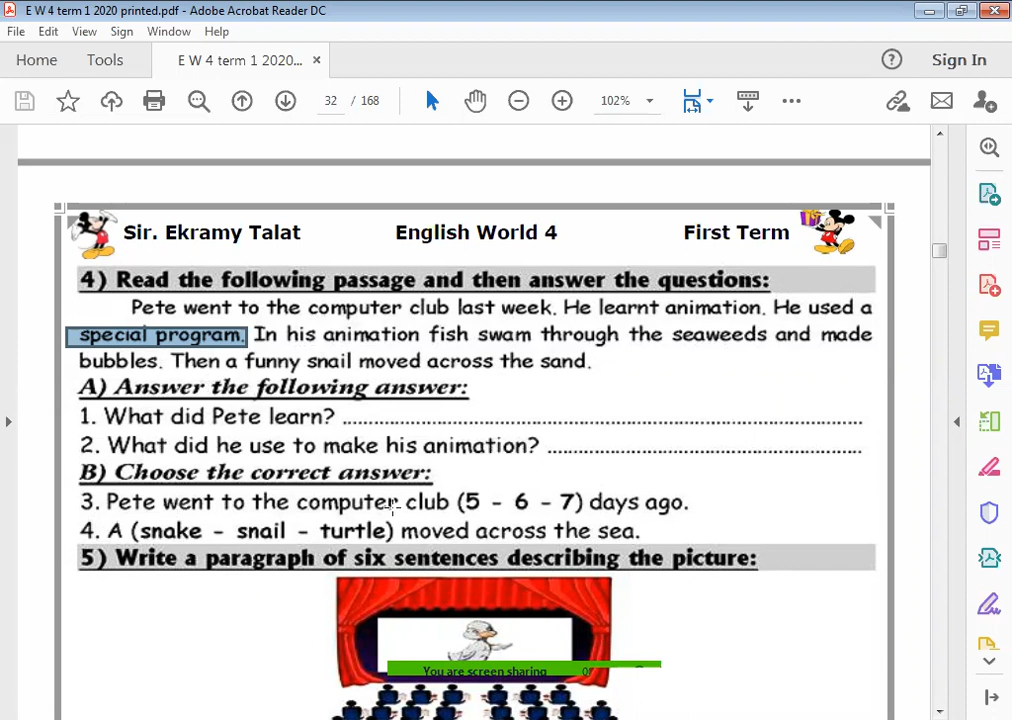 E W 4 term 1 2020 printed.pdf - Adobe Acrobat Reader DC
File Edit View Sign Window Help
Home Tools E W 4 term 1 2020... × Sign In
32 / 168 102%
Sir. Ekramy Talat English World 4 First Term
4) Read the following passage and then answer the questions:
Pete went to the computer club last week. He learnt animation. He used a
special program. In his animation fish swam through the seaweeds and made
bubbles. Then a funny snail moved across the sand.
A) Answer the following answer:
1. What did Pete learn? ..........................................................................................
2. What did he use to make his animation? ......................................................
B) Choose the correct answer:
3. Pete went to the computer club (5 - 6 - 7) days ago.
4. A (snake - snail - turtle) moved across the sea.
5) Write a paragraph of six sentences describing the picture:
You are screen sharing